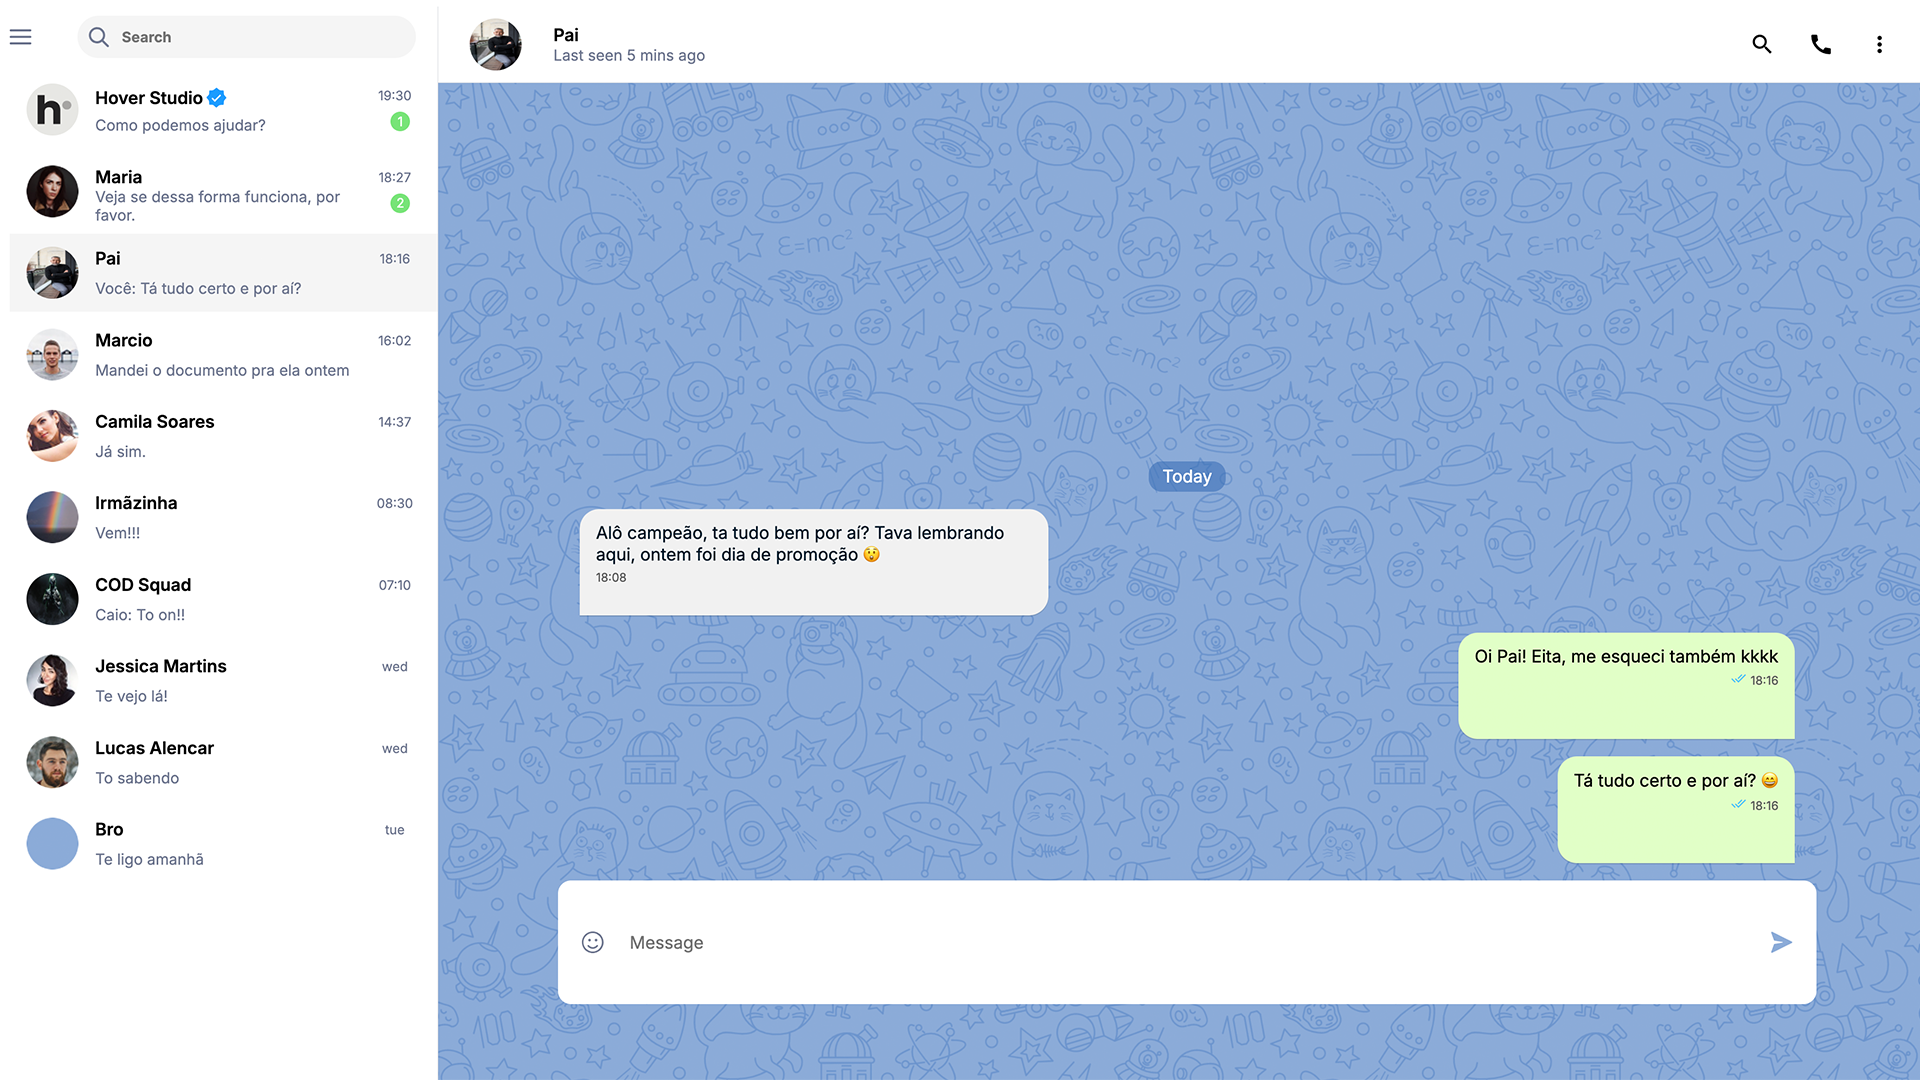 Search
Hover Studio
19:30
Como podemos ajudar?
1
Maria
18:27
Veja se dessa forma funciona, por
favor.
2
Pai
18:16
Você: Tá tudo certo e por aí?
Marcio
16:02
Mandei o documento pra ela ontem
Camila Soares
14:37
Já sim.
Irmãzinha
08:30
Vem!!!
COD Squad
07:10
Caio: To on!!
Jessica Martins
wed
Te vejo lá!
Lucas Alencar
wed
To sabendo
Bro
tue
Te ligo amanhã
Pai
Last seen 5 mins ago
Today
Alô campeão, ta tudo bem por aí? Tava lembrando
aqui, ontem foi dia de promoção 😲
18:08
Oi Pai! Eita, me esqueci também kkkk
18:16
Tá tudo certo e por aí? 😄
18:16
Message